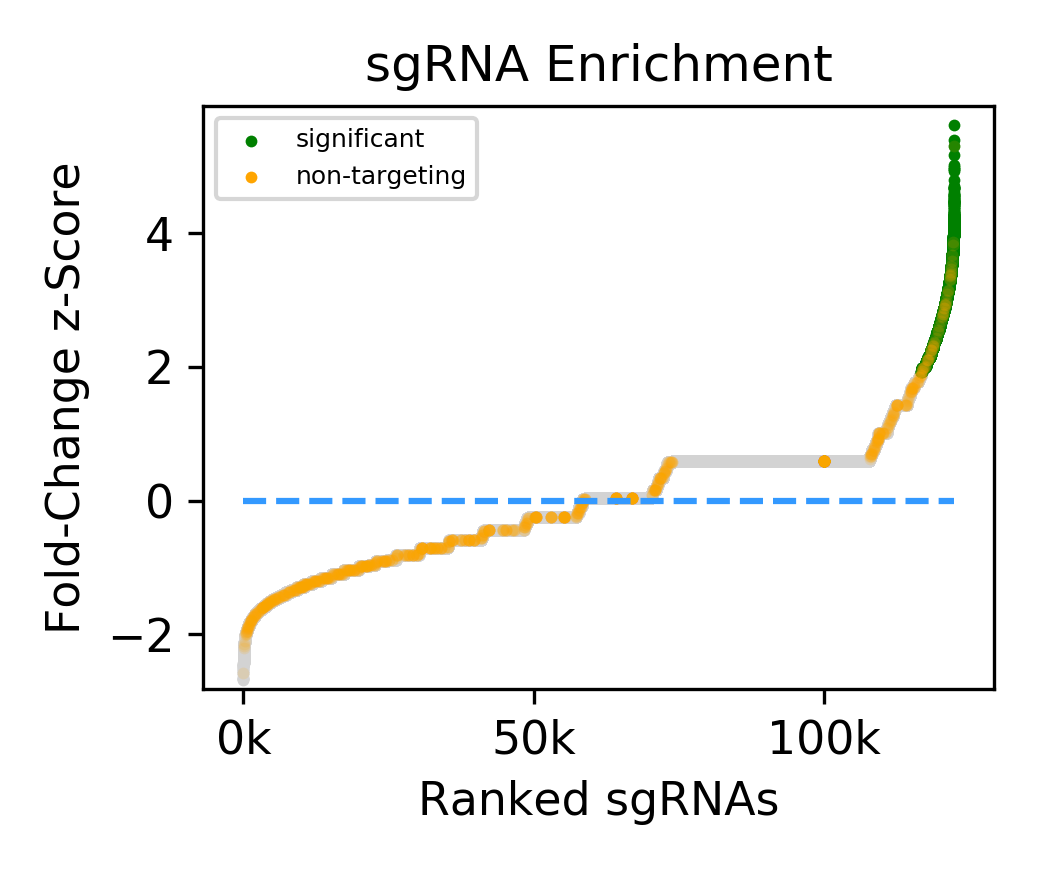 sgRNA Enrichment
significant
non-targeting
Fold-Change z-Score
4
2
0
−2
0k
50k
100k
Ranked sgRNAs